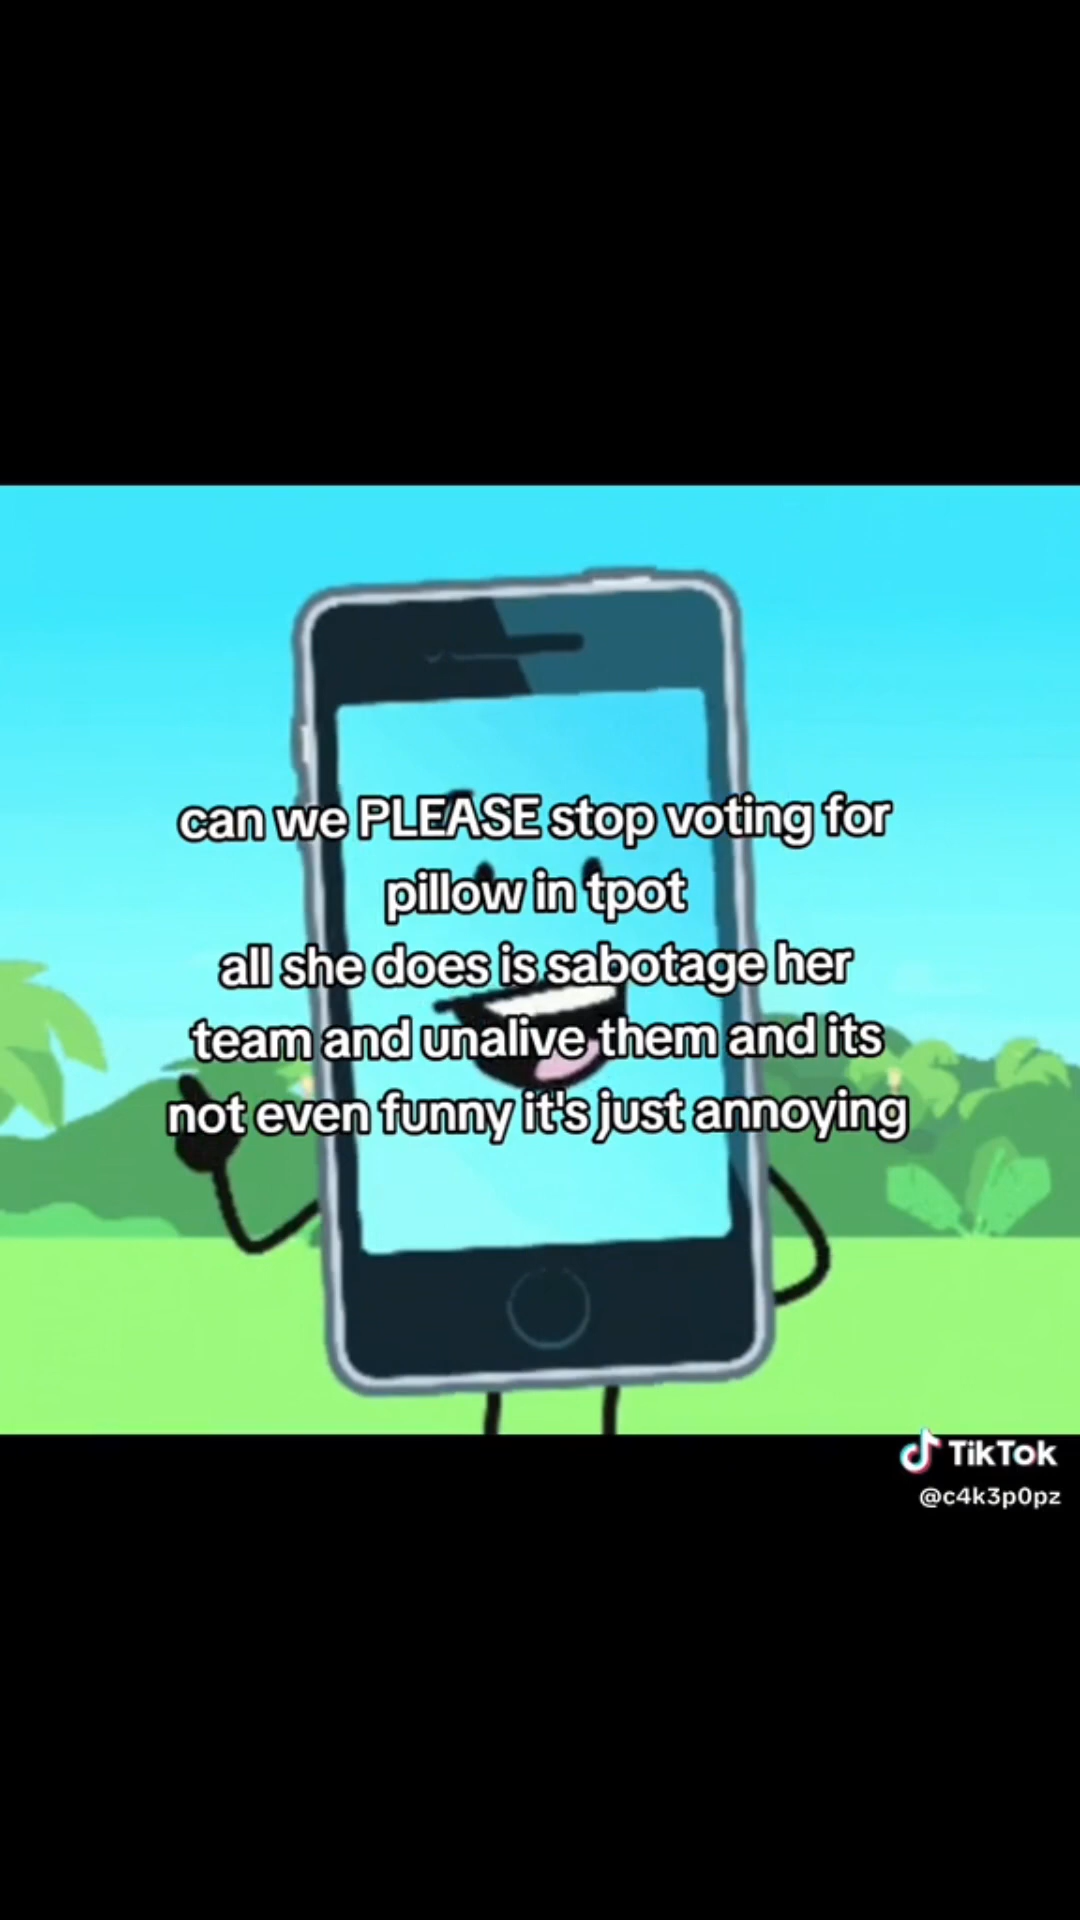 can we PLEASE stop voting for
pillow in tpot
all she does is sabotage her
team and unalive them and its
not even funny it's just annoying
TikTok
@c4k3p0pz